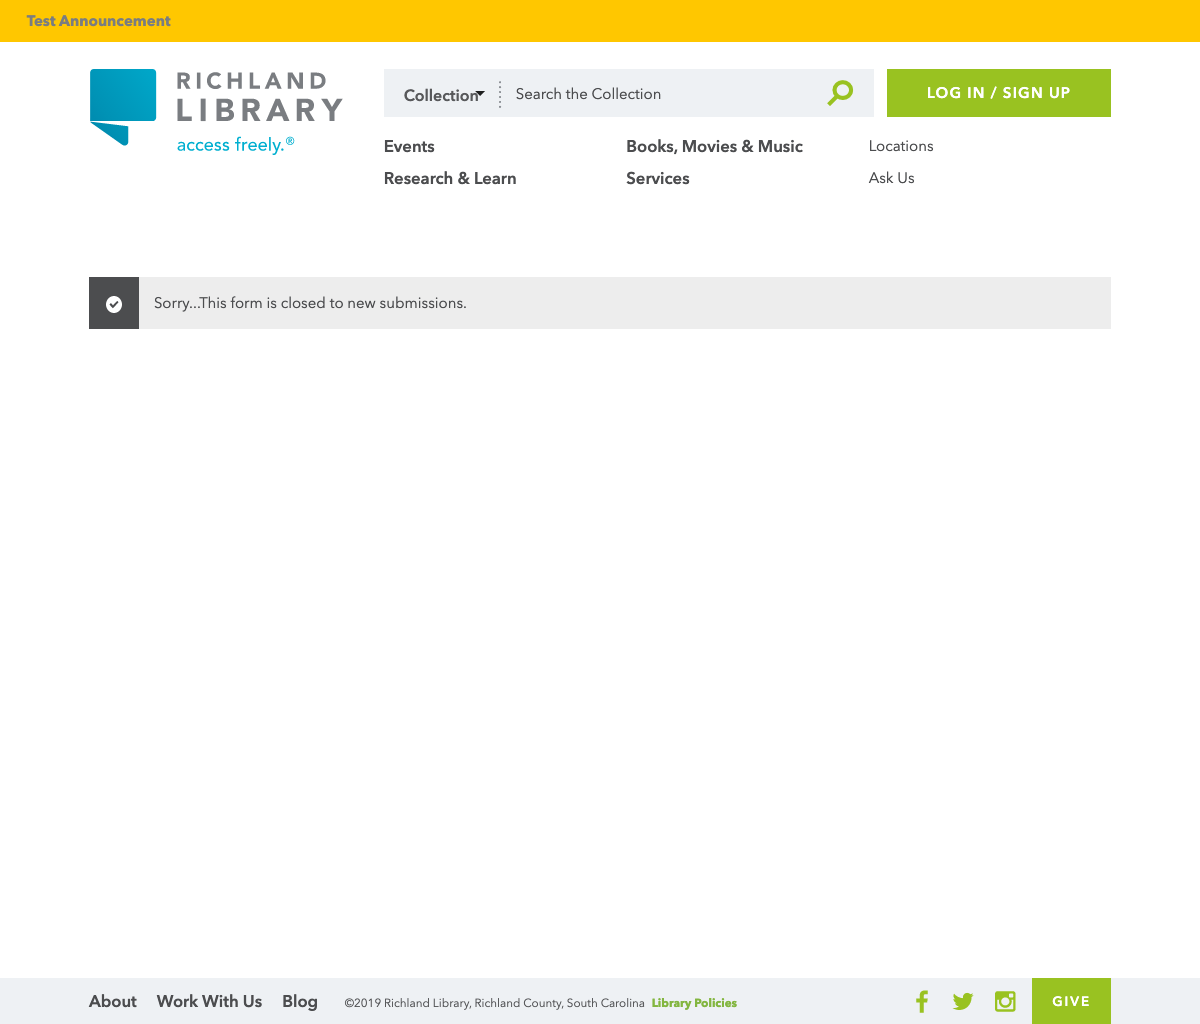 Test Announcement
RICHLAND
LIBRARY
access freely.®
Collection
Search the Collection
LOG IN / SIGN UP
Events
Books, Movies & Music
Locations
Research & Learn
Services
Ask Us
Sorry...This form is closed to new submissions.
About Work With Us Blog ©2019 Richland Library, Richland County, South Carolina Library Policies
GIVE